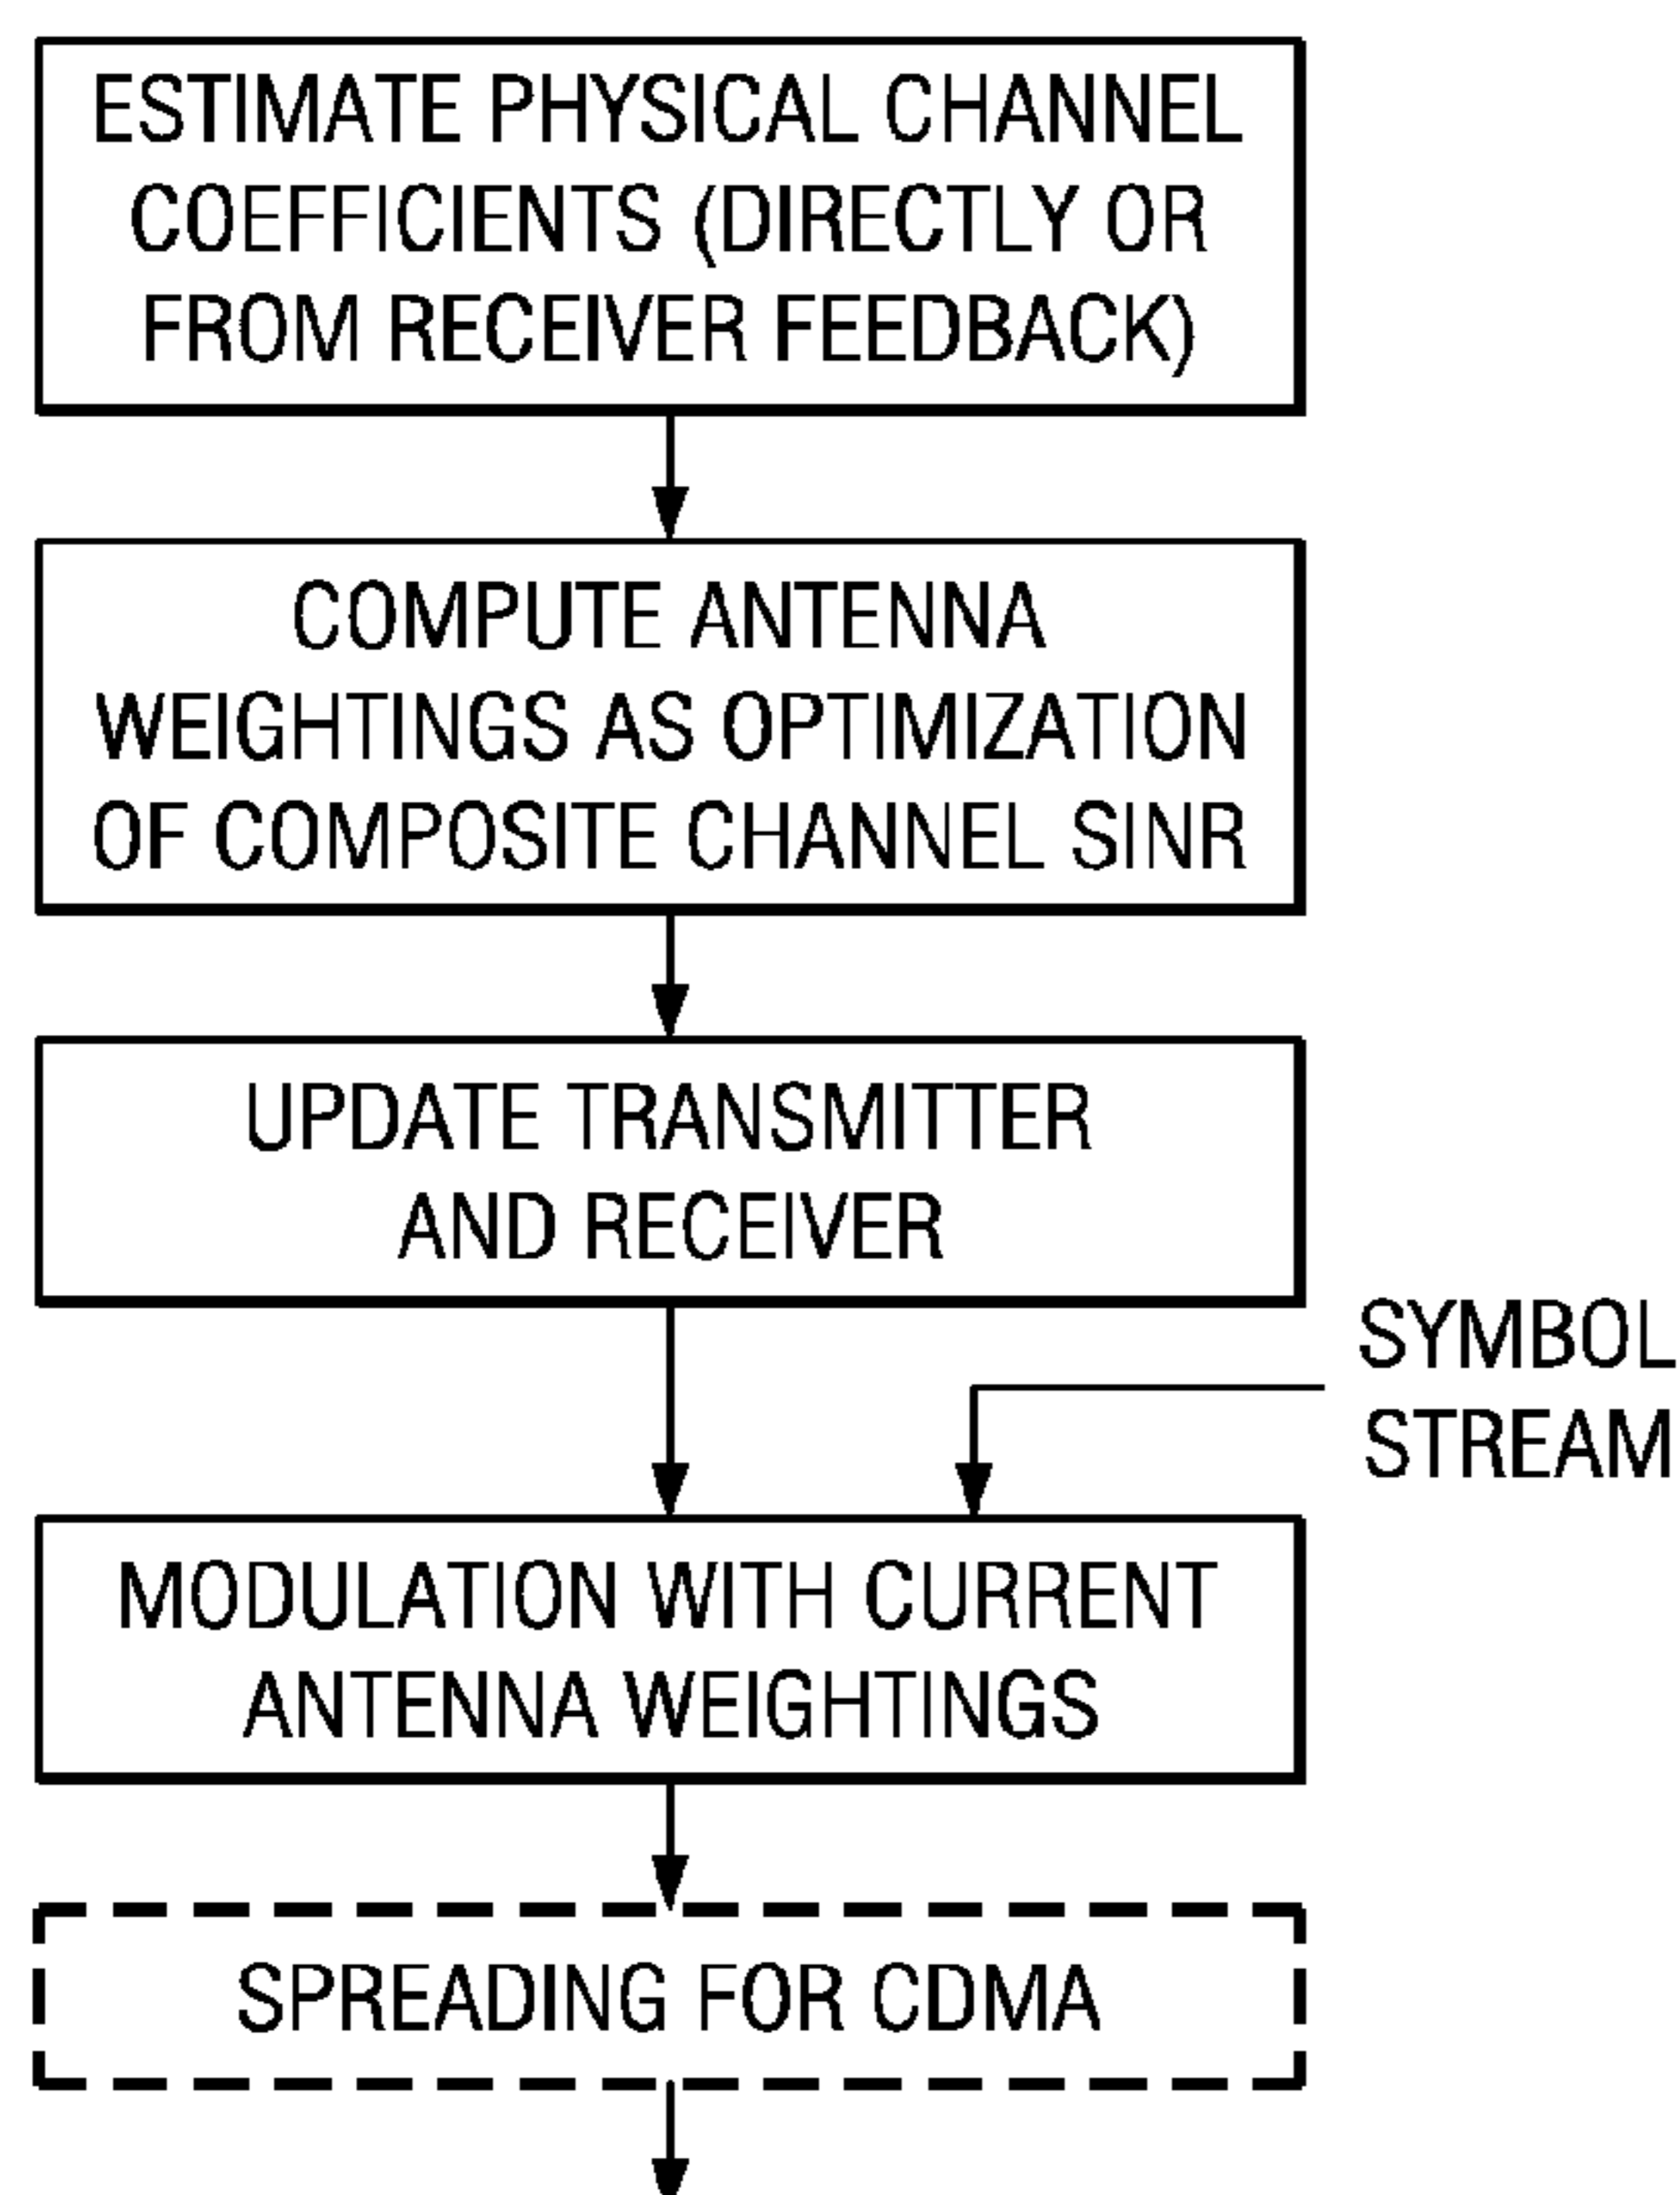 ESTIMATE PHYSICAL CHANNEL
COEFFICIENTS (DIRECTLY OR
FROM RECEIVER FEEDBACK)
COMPUTE ANTENNA
WEIGHTINGS AS OPTIMIZATION
OF COMPOSITE CHANNEL SINR
UPDATE TRANSMITTER
AND RECEIVER
SYMBOL
STREAM
MODULATION WITH CURRENT
ANTENNA WEIGHTINGS
SPREADING FOR CDMA